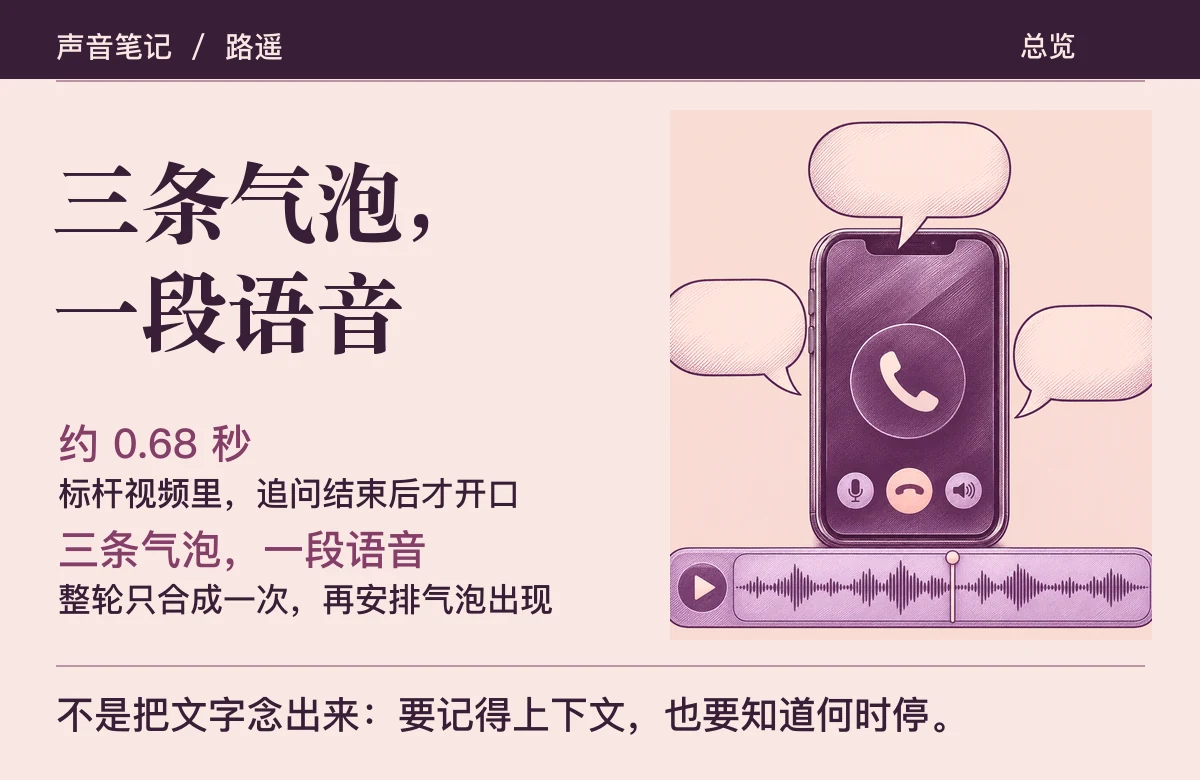 声音笔记 / 路遥
总览
三条气泡，
一段语音
约 0.68 秒
标杆视频里，追问结束后才开口
三条气泡，一段语音
整轮只合成一次，再安排气泡出现
不是把文字念出来：要记得上下文，也要知道何时停。